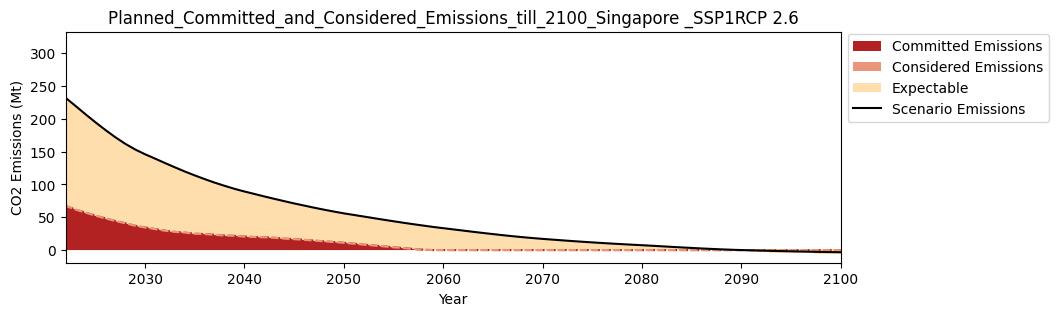 Planned_Committed_and_Considered_Emissions_till_2100_Singapore _SSP1RCP 2.6
CO2 Emissions (Mt)
300
250
200
150
100
50
0
2030 2040 2050 2060 2070 2080 2090 2100
Year
Committed Emissions
Considered Emissions
Expectable
Scenario Emissions